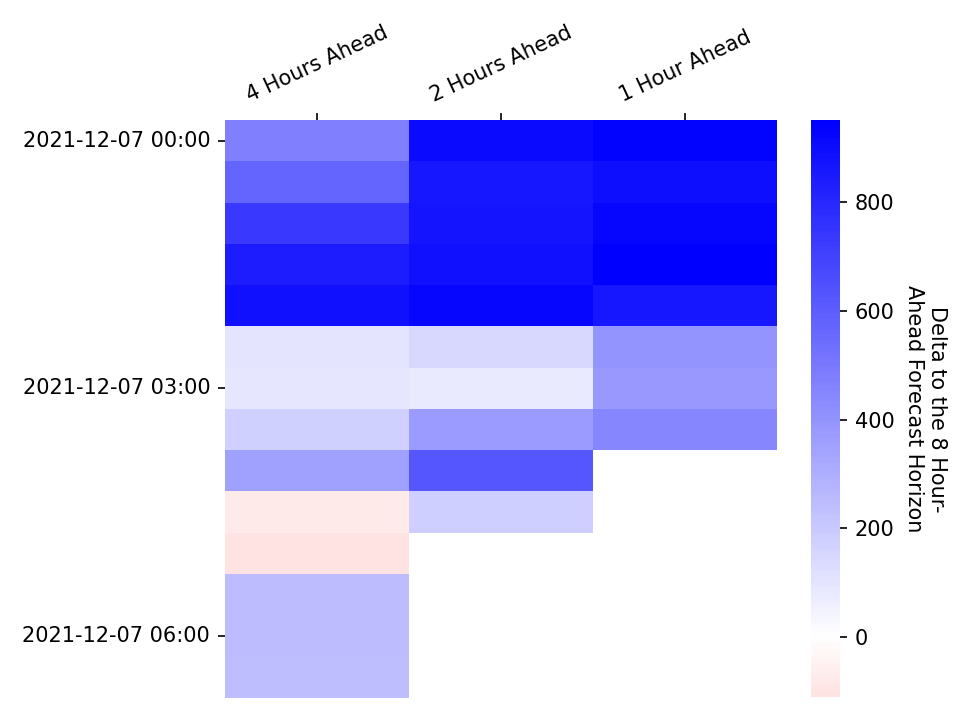 4 Hours Ahead
2 Hours Ahead
1 Hour Ahead
2021-12-07 00:00
2021-12-07 03:00
2021-12-07 06:00
800
600
400
200
0
Delta to the 8 Hour-
Ahead Forecast Horizon